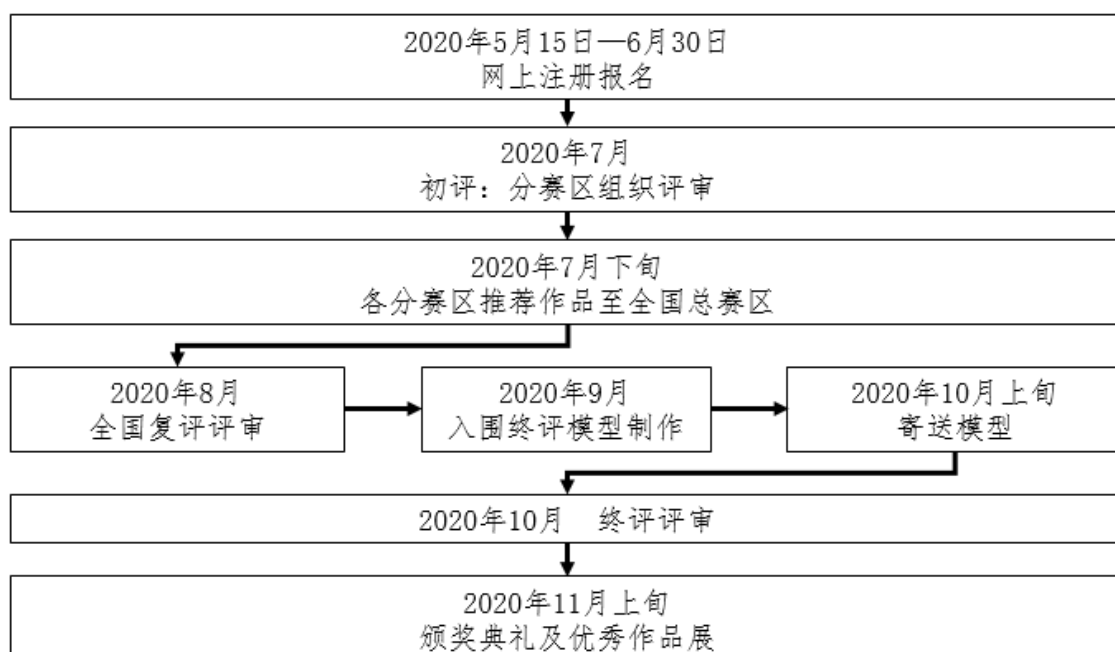 2020年5月15日—6月30日
网上注册报名
2020年7月
初评：分赛区组织评审
2020年7月下旬
各分赛区推荐作品至全国总赛区
2020年8月
全国复评评审
2020年9月
入围终评模型制作
2020年10月上旬
寄送模型
2020年10月　终评评审
2020年11月上旬
颁奖典礼及优秀作品展